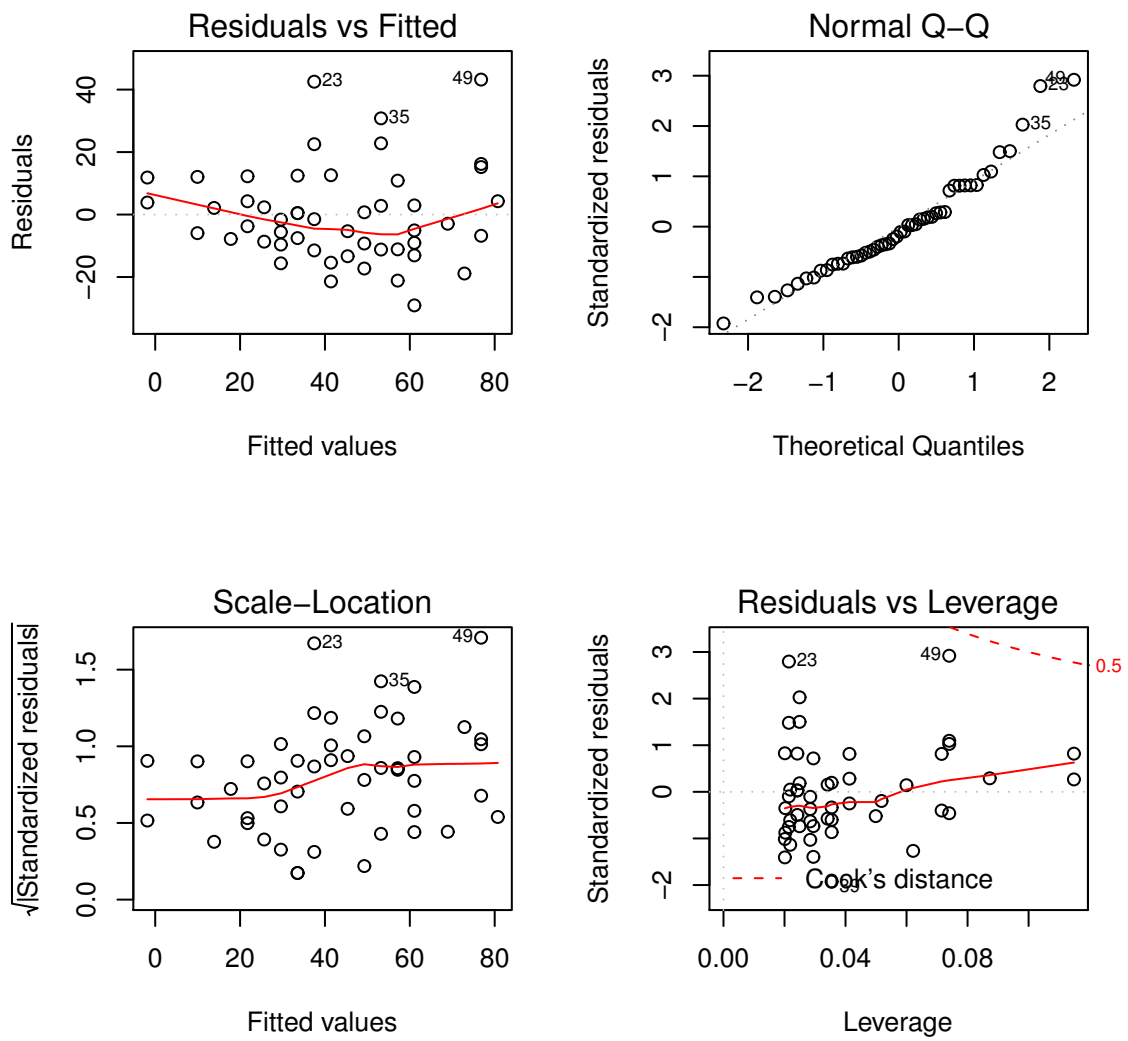 Residuals vs Fitted
Residuals
40
20
0
−20
23
49
35
0 20 40 60 80
Fitted values
Normal Q−Q
Standardized residuals
3
2
1
0
−2
49
23
35
−2 −1 0 1 2
Theoretical Quantiles
Scale−Location
√|Standardized residuals|
1.5
1.0
0.5
0.0
23
49
35
0 20 40 60 80
Fitted values
Residuals vs Leverage
Standardized residuals
3
2
1
0
−2
23
49
0.5
Cook's distance
39
0.00 0.04 0.08
Leverage